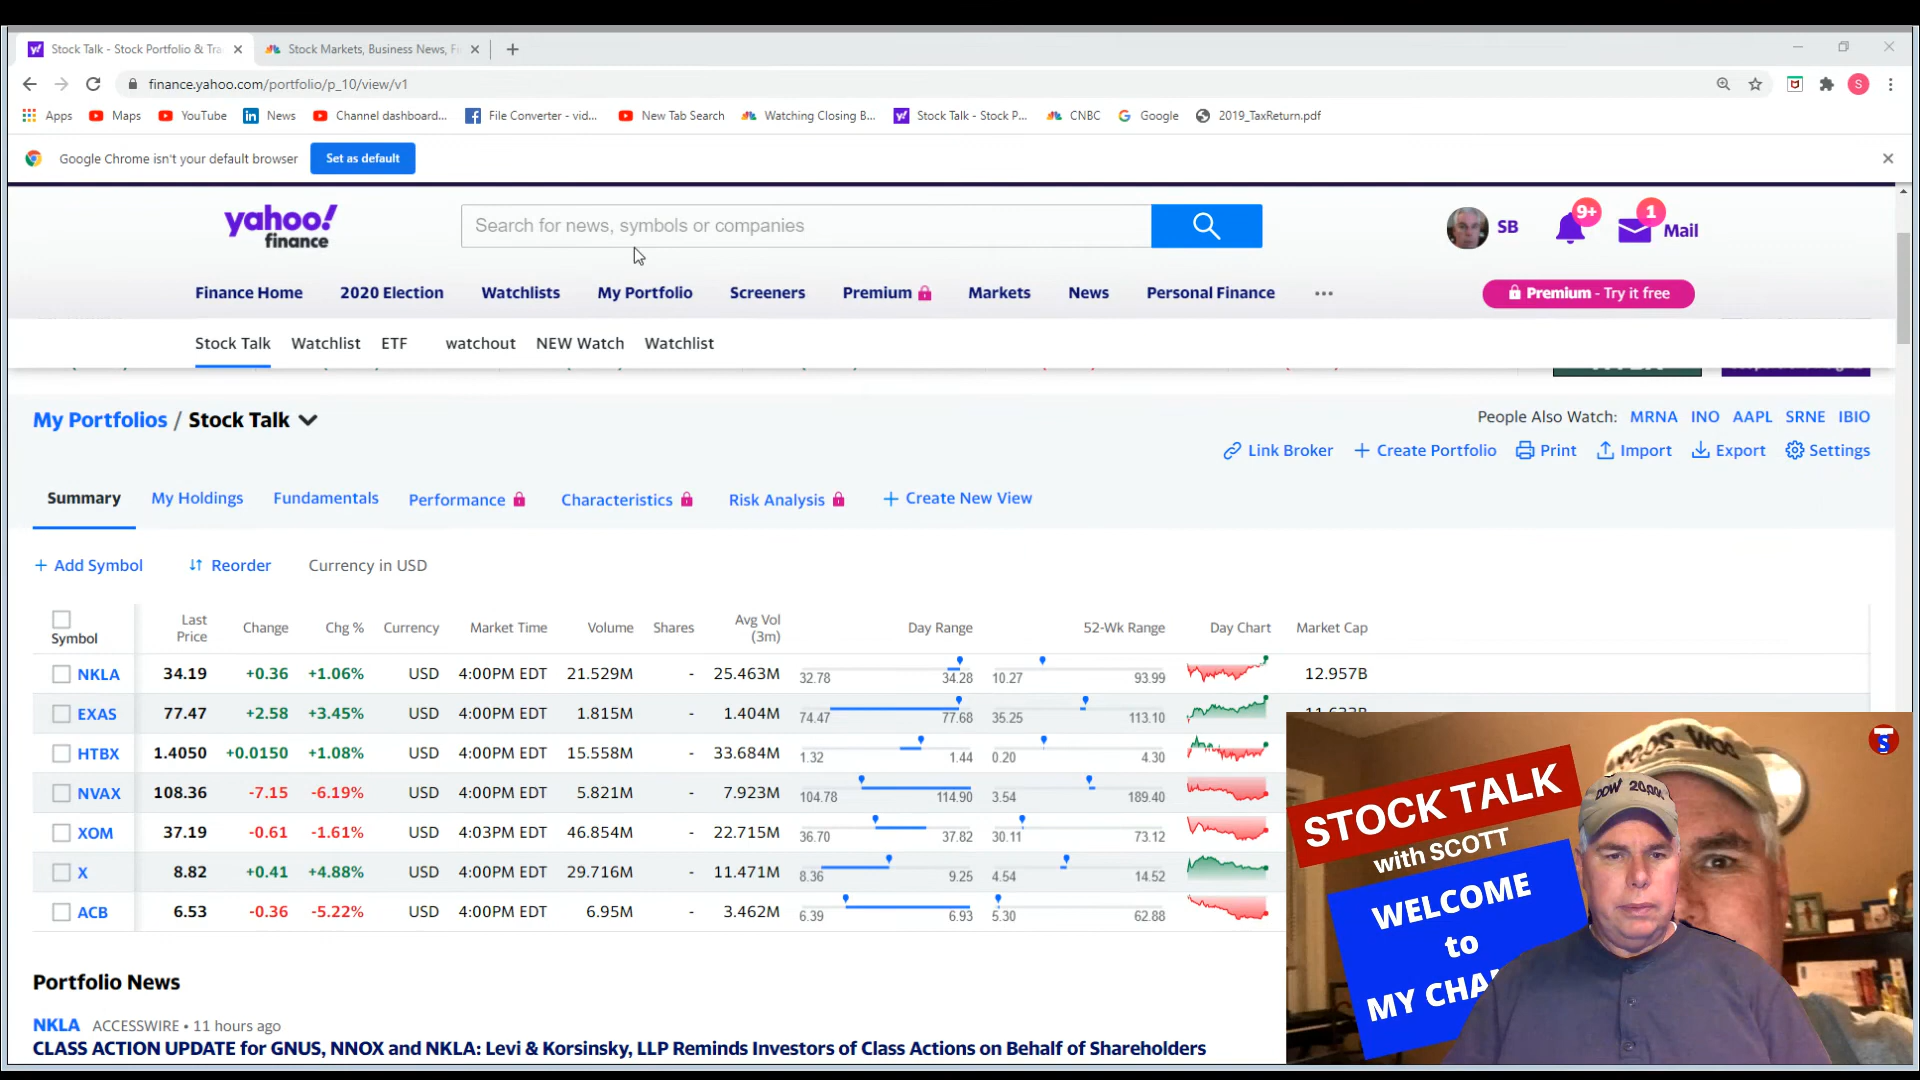 Stock Talk - Stock Portfolio & Tra
Stock Markets, Business News, Fi
finance.yahoo.com/portfolio/p_10/view/v1
Apps Maps YouTube News Channel dashboard... File Converter - vid... New Tab Search Watching Closing B... Stock Talk - Stock P... CNBC Google 2019_TaxReturn.pdf
Google Chrome isn't your default browser Set as default
yahoo!
finance
Search for news, symbols or companies
SB 9+ 1 Mail
Finance Home 2020 Election Watchlists My Portfolio Screeners Premium Markets News Personal Finance ... Premium - Try it free
Stock Talk Watchlist ETF watchout NEW Watch Watchlist
My Portfolios / Stock Talk
People Also Watch: MRNA INO AAPL SRNE IBIO
Link Broker + Create Portfolio Print Import Export Settings
Summary My Holdings Fundamentals Performance Characteristics Risk Analysis + Create New View
+ Add Symbol Reorder Currency in USD
Symbol Last Price Change Chg % Currency Market Time Volume Shares Avg Vol (3m) Day Range 52-Wk Range Day Chart Market Cap
NKLA 34.19 +0.36 +1.06% USD 4:00PM EDT 21.529M - 25.463M 32.78 34.28 10.27 93.99 12.957B
EXAS 77.47 +2.58 +3.45% USD 4:00PM EDT 1.815M - 1.404M 74.47 77.68 35.25 113.10
HTBX 1.4050 +0.0150 +1.08% USD 4:00PM EDT 15.558M - 33.684M 1.32 1.44 0.20 4.30
NVAX 108.36 -7.15 -6.19% USD 4:00PM EDT 5.821M - 7.923M 104.78 114.90 3.54 189.40
XOM 37.19 -0.61 -1.61% USD 4:03PM EDT 46.854M - 22.715M 36.70 37.82 30.11 73.12
X 8.82 +0.41 +4.88% USD 4:00PM EDT 29.716M - 11.471M 8.36 9.25 4.54 14.52
ACB 6.53 -0.36 -5.22% USD 4:00PM EDT 6.95M - 3.462M 6.39 6.93 5.30 62.88
Portfolio News
NKLA ACCESSWIRE • 11 hours ago
CLASS ACTION UPDATE for GNUS, NNOX and NKLA: Levi & Korsinsky, LLP Reminds Investors of Class Actions on Behalf of Shareholders
STOCK TALK
with SCOTT
WELCOME
to
MY CHA
DOW 20,000